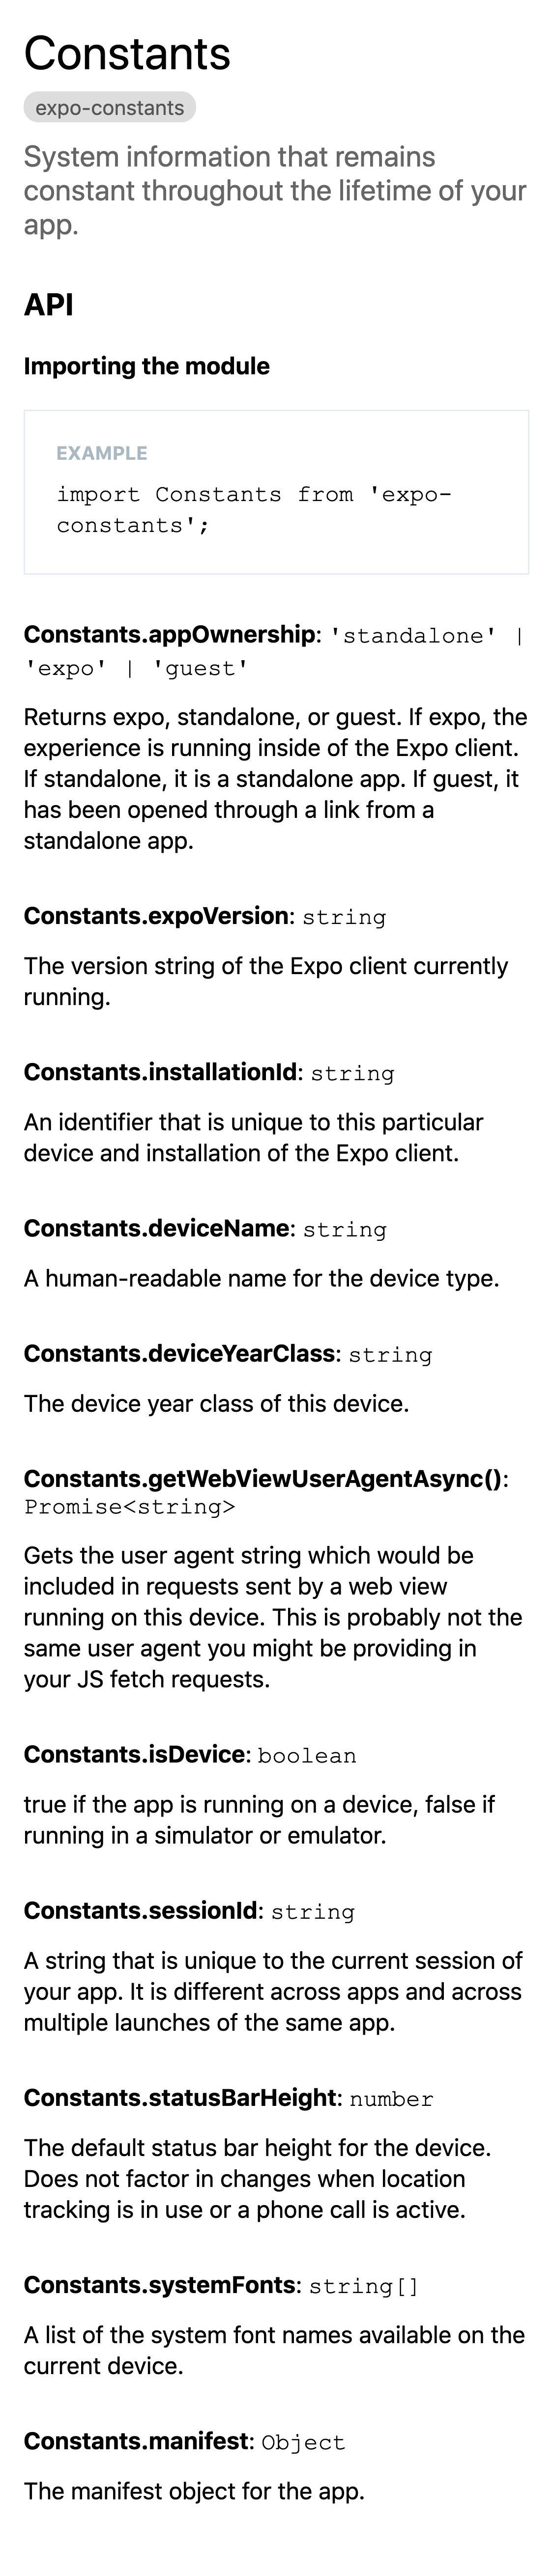 Constants
expo-constants
System information that remains
constant throughout the lifetime of your
app.
API
Importing the module
EXAMPLE
import Constants from 'expo-
constants';
Constants.appOwnership: 'standalone' |
'expo' | 'guest'
Returns expo, standalone, or guest. If expo, the
experience is running inside of the Expo client.
If standalone, it is a standalone app. If guest, it
has been opened through a link from a
standalone app.
Constants.expoVersion: string
The version string of the Expo client currently
running.
Constants.installationId: string
An identifier that is unique to this particular
device and installation of the Expo client.
Constants.deviceName: string
A human-readable name for the device type.
Constants.deviceYearClass: string
The device year class of this device.
Constants.getWebViewUserAgentAsync():
Promise<string>
Gets the user agent string which would be
included in requests sent by a web view
running on this device. This is probably not the
same user agent you might be providing in
your JS fetch requests.
Constants.isDevice: boolean
true if the app is running on a device, false if
running in a simulator or emulator.
Constants.sessionId: string
A string that is unique to the current session of
your app. It is different across apps and across
multiple launches of the same app.
Constants.statusBarHeight: number
The default status bar height for the device.
Does not factor in changes when location
tracking is in use or a phone call is active.
Constants.systemFonts: string[]
A list of the system font names available on the
current device.
Constants.manifest: Object
The manifest object for the app.